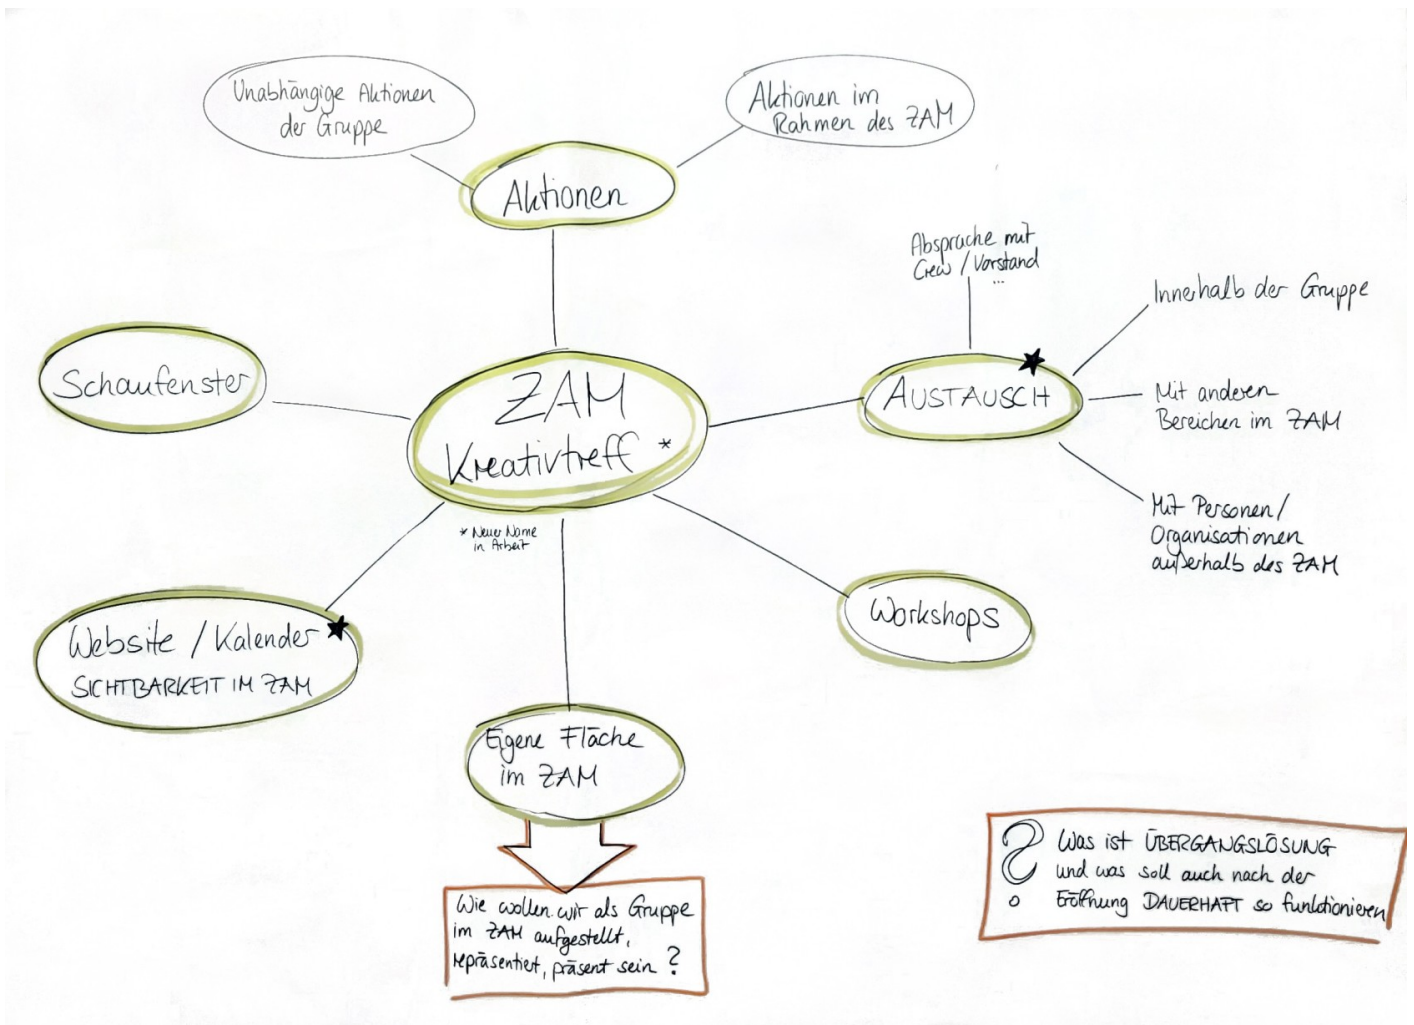 Unabhängige Aktionen
der Gruppe
Aktionen im
Rahmen des ZAM
Aktionen
Absprache mit
Crew / Vorstand
...
Innerhalb der Gruppe
Schaufenster
ZAM
Kreativtreff *
AUSTAUSCH
Mit anderen
Bereichen im ZAM
* Neuer Name
in Arbeit
Mit Personen/
Organisationen
außerhalb des ZAM
Website / Kalender
SICHTBARKEIT IM ZAM
Workshops
Eigene Fläche
im ZAM
Wie wollen wir als Gruppe
im ZAM aufgestellt,
repräsentiert, präsent sein ?
? Was ist ÜBERGANGSLÖSUNG
und was soll auch nach der
Eröffnung DAUERHAFT so funktionieren